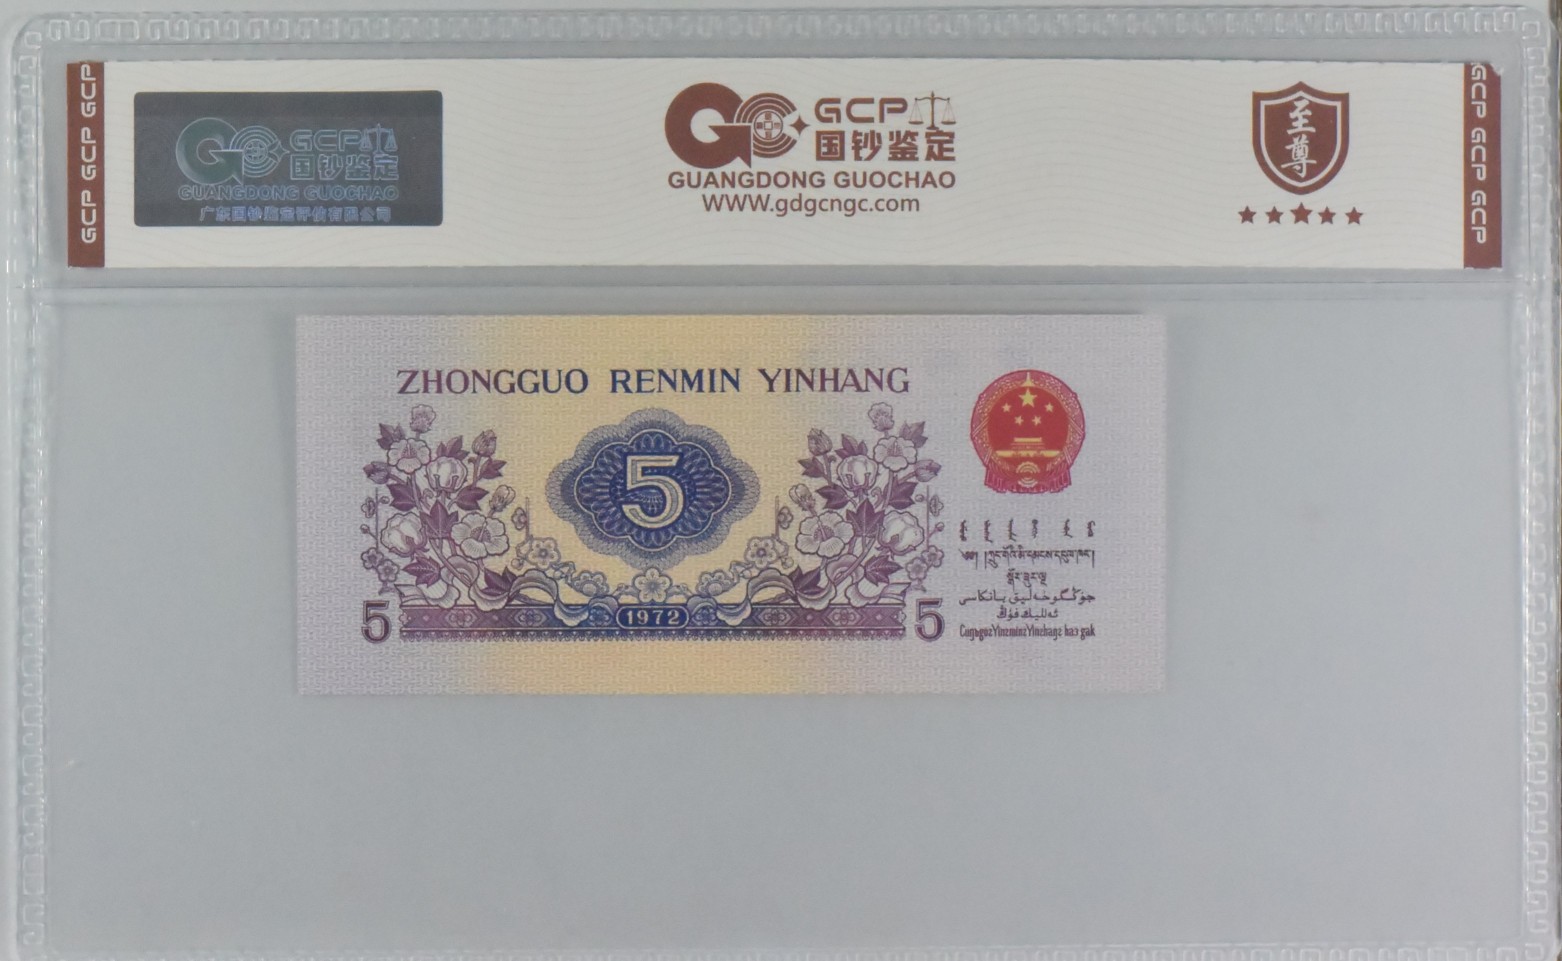 GCP GCP GCP
GCP 国钞鉴定
GUANGDONG GUOCHAO
广东国钞鉴定评估有限公司
GCP
国钞鉴定
GUANGDONG GUOCHAO
WWW.gdgcngc.com
至尊
GCP GCP GCP
ZHONGGUO RENMIN YINHANG
5
1972
5
5
جۇڭگوخەلىق بانكاسى